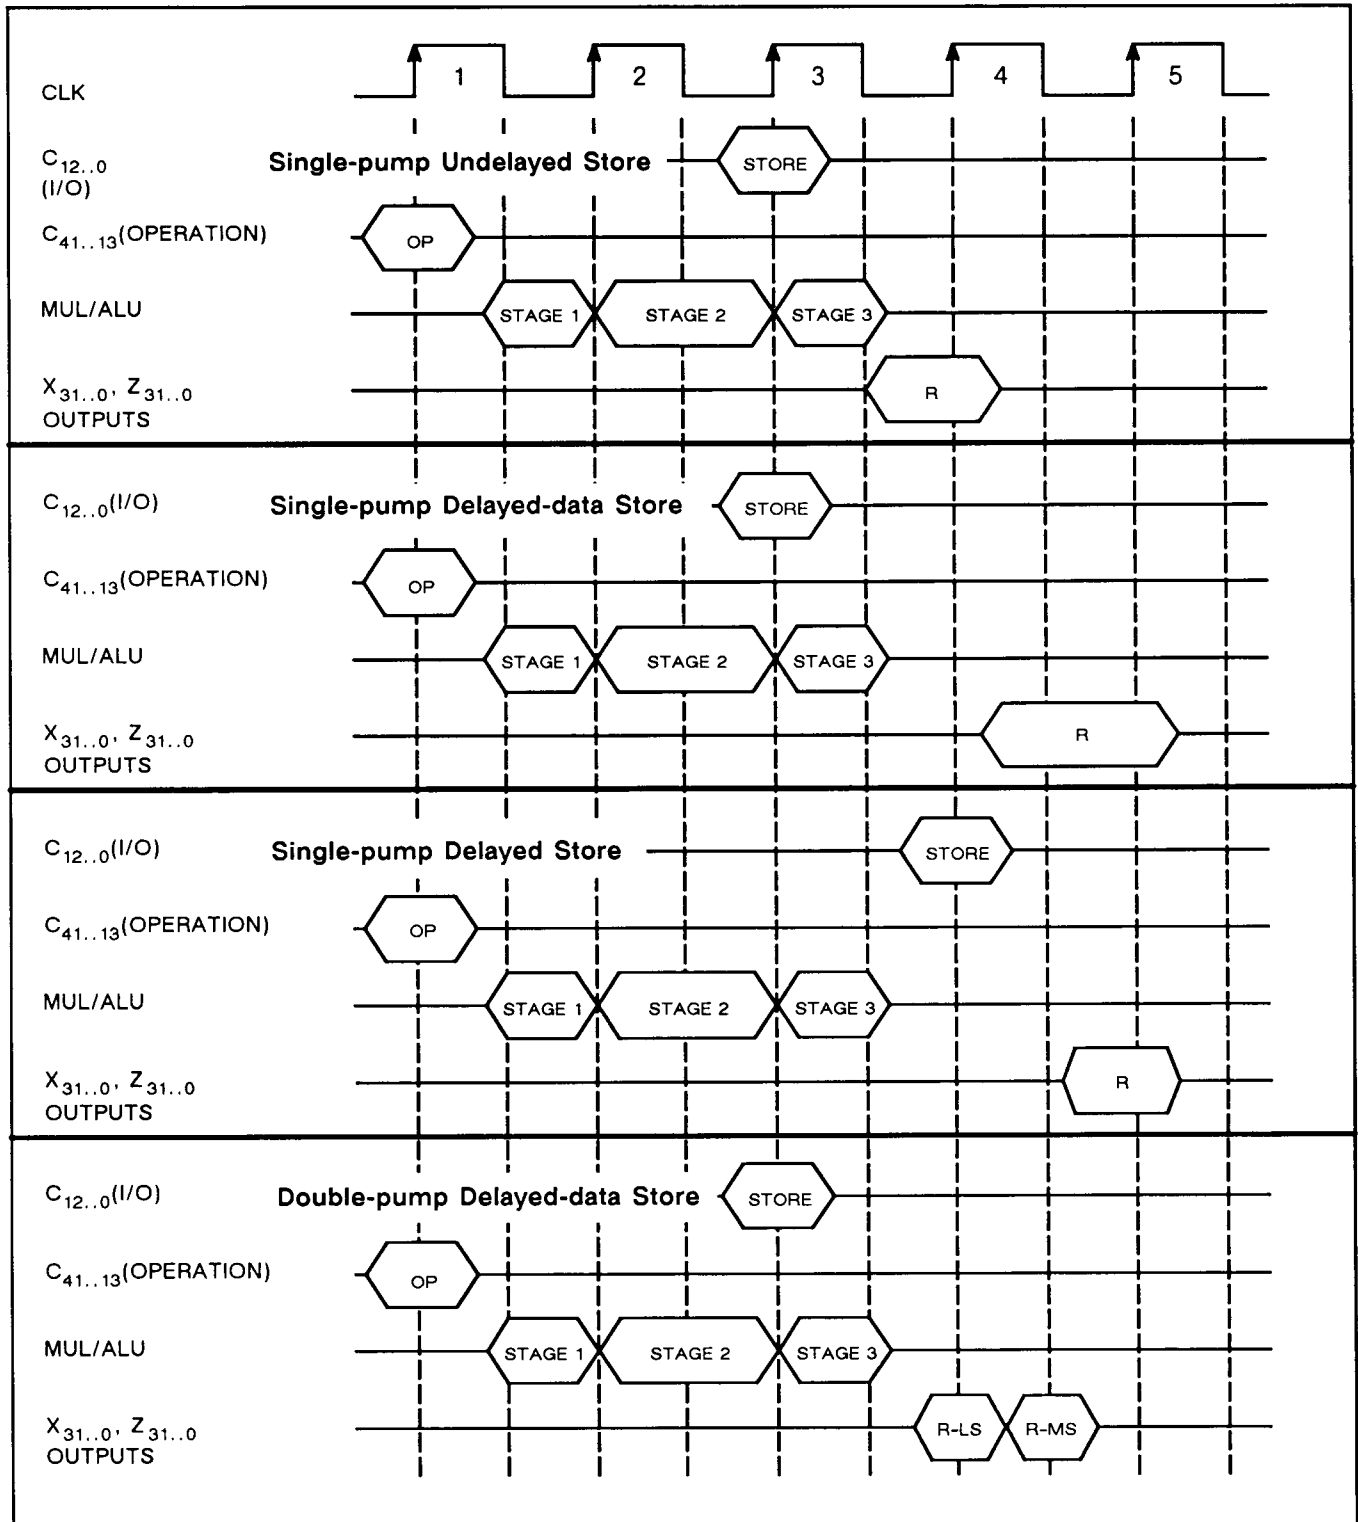 CLK 1 2 3 4 5
C12..0 Single-pump Undelayed Store STORE
(I/O)
C41..13(OPERATION) OP
MUL/ALU STAGE 1 STAGE 2 STAGE 3
X31..0, Z31..0 R
OUTPUTS
C12..0(I/O) Single-pump Delayed-data Store STORE
C41..13(OPERATION) OP
MUL/ALU STAGE 1 STAGE 2 STAGE 3
X31..0, Z31..0 R
OUTPUTS
C12..0(I/O) Single-pump Delayed Store STORE
C41..13(OPERATION) OP
MUL/ALU STAGE 1 STAGE 2 STAGE 3
X31..0, Z31..0 R
OUTPUTS
C12..0(I/O) Double-pump Delayed-data Store STORE
C41..13(OPERATION) OP
MUL/ALU STAGE 1 STAGE 2 STAGE 3
X31..0, Z31..0 R-LS R-MS
OUTPUTS